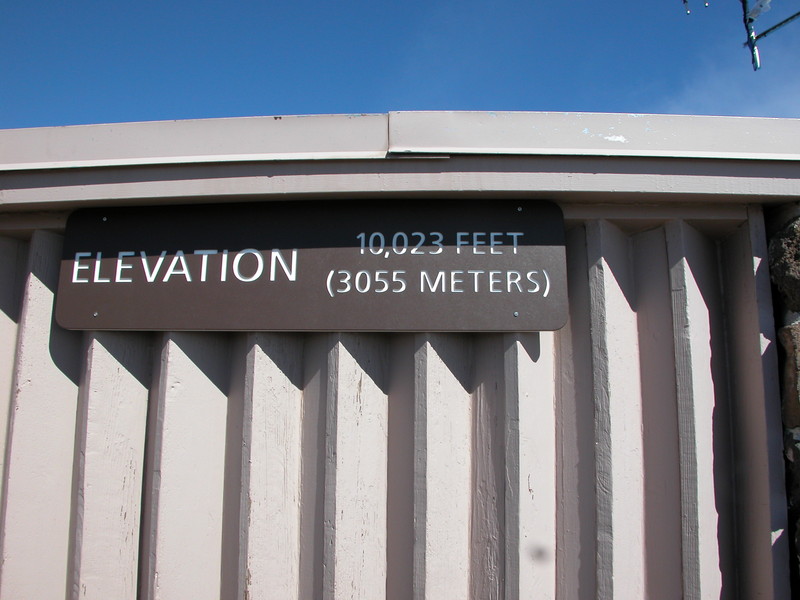 ELEVATION
10,023 FEET
(3055 METERS)